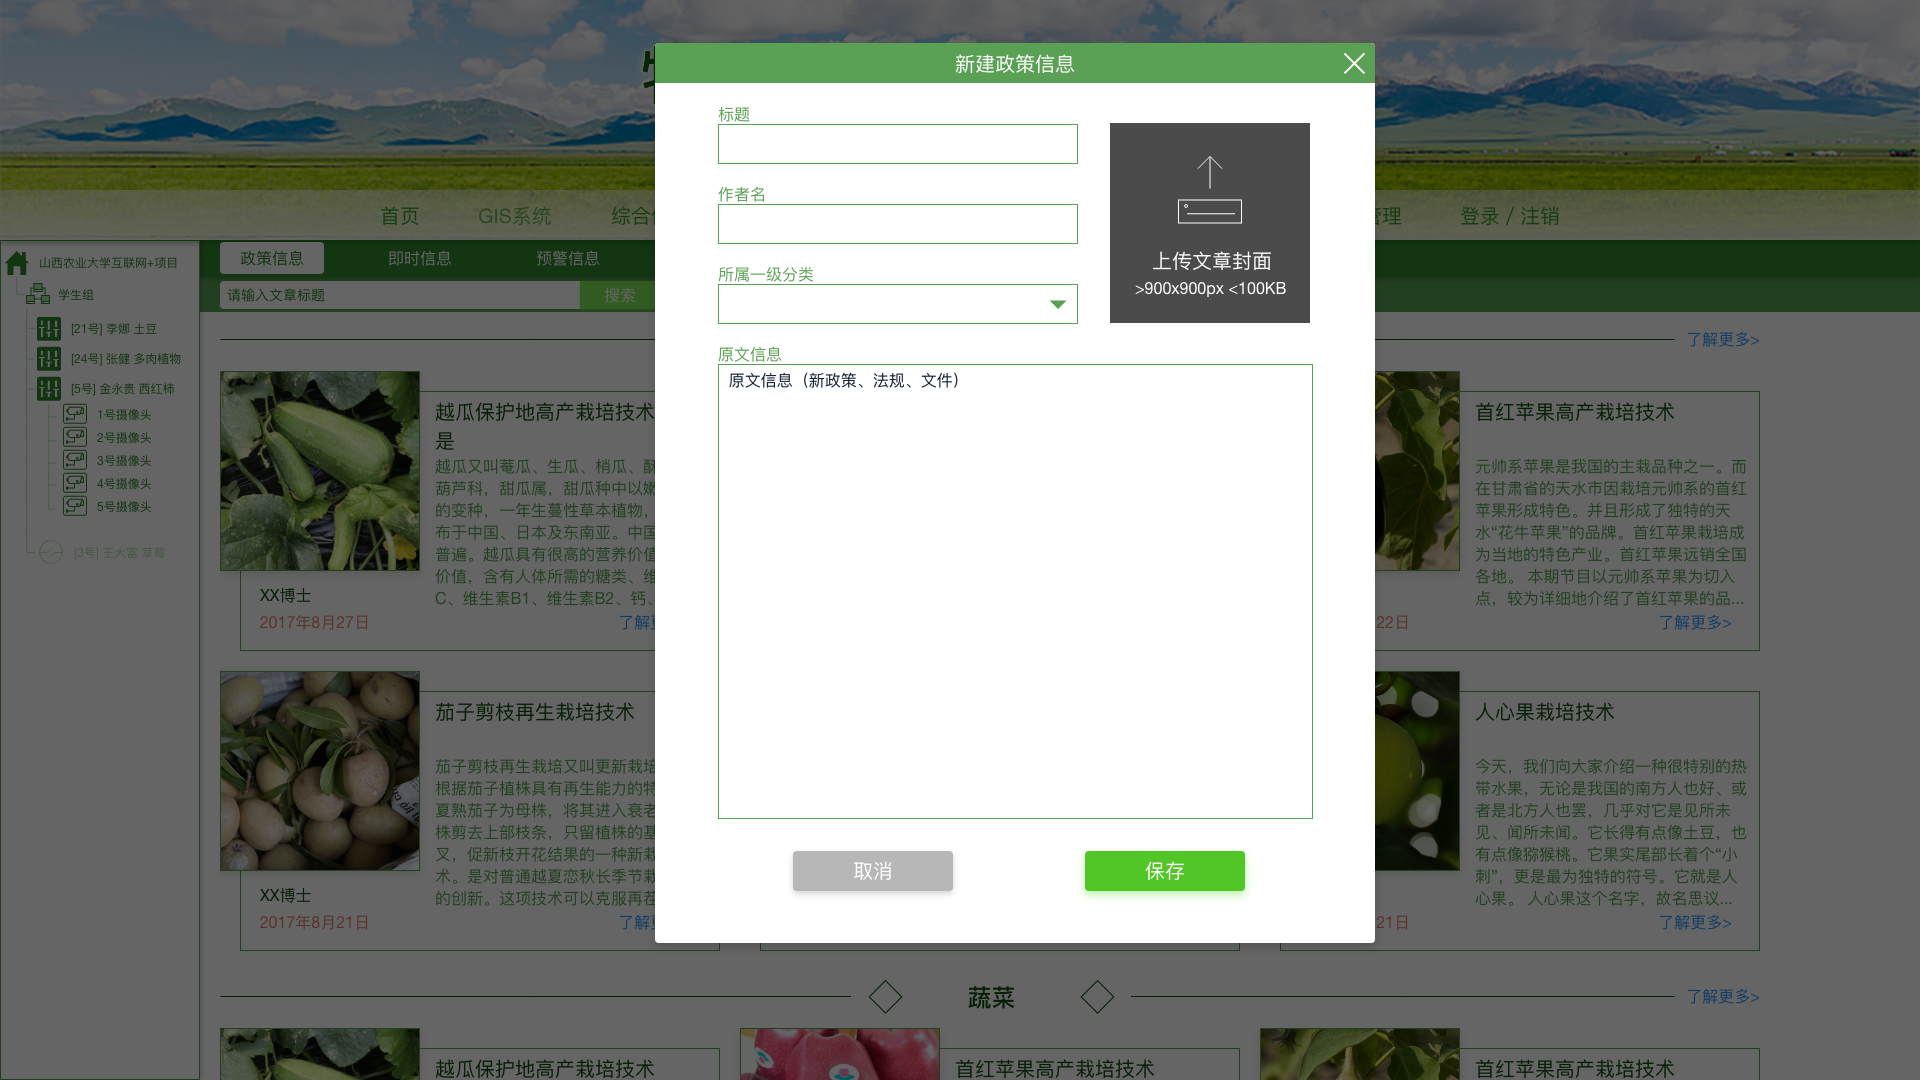 新建政策信息
标题
作者名
所属一级分类
上传文章封面
>900x900px <100KB
原文信息
原文信息（新政策、法规、文件）
取消
保存
首页
GIS系统
综合
管理
登录 / 注销
政策信息
即时信息
预警信息
请输入文章标题
搜索
山西农业大学互联网+项目
学生组
[21号] 李娜 土豆
[24号] 张健 多肉植物
[5号] 金永贵 西红柿
1号摄像头
2号摄像头
3号摄像头
4号摄像头
5号摄像头
[3号] 王大富 草莓
了解更多>
越瓜保护地高产栽培技术
是
越瓜又叫菴瓜、生瓜、梢瓜、酥
葫芦科，甜瓜属，甜瓜种中以嫩
的变种，一年生蔓性草本植物，
布于中国、日本及东南亚。中国
普遍。越瓜具有很高的营养价值
价值，含有人体所需的糖类、维
C、维生素B1、维生素B2、钙、
XX博士
2017年8月27日
了解
首红苹果高产栽培技术
元帅系苹果是我国的主栽品种之一。而
在甘肃省的天水市因栽培元帅系的首红
苹果形成特色。并且形成了独特的天
水“花牛苹果”的品牌。首红苹果栽培成
为当地的特色产业。首红苹果远销全国
各地。 本期节目以元帅系苹果为切入
点，较为详细地介绍了首红苹果的品...
22日
了解更多>
茄子剪枝再生栽培技术
茄子剪枝再生栽培又叫更新栽培
根据茄子植株具有再生能力的特
夏熟茄子为母株，将其进入衰老
株剪去上部枝条，只留植株的基
叉，促新枝开花结果的一种新栽
术。是对普通越夏恋秋长季节栽
的创新。这项技术可以克服再茬
XX博士
2017年8月21日
了解
人心果栽培技术
今天，我们向大家介绍一种很特别的热
带水果，无论是我国的南方人也好、或
者是北方人也罢，几乎对它是见所未
见、闻所未闻。它长得有点像土豆，也
有点像猕猴桃。它果实尾部长着个“小
刺”，更是最为独特的符号。它就是人
心果。 人心果这个名字，故名思议...
21日
了解更多>
蔬菜
了解更多>
越瓜保护地高产栽培技术
首红苹果高产栽培技术
首红苹果高产栽培技术